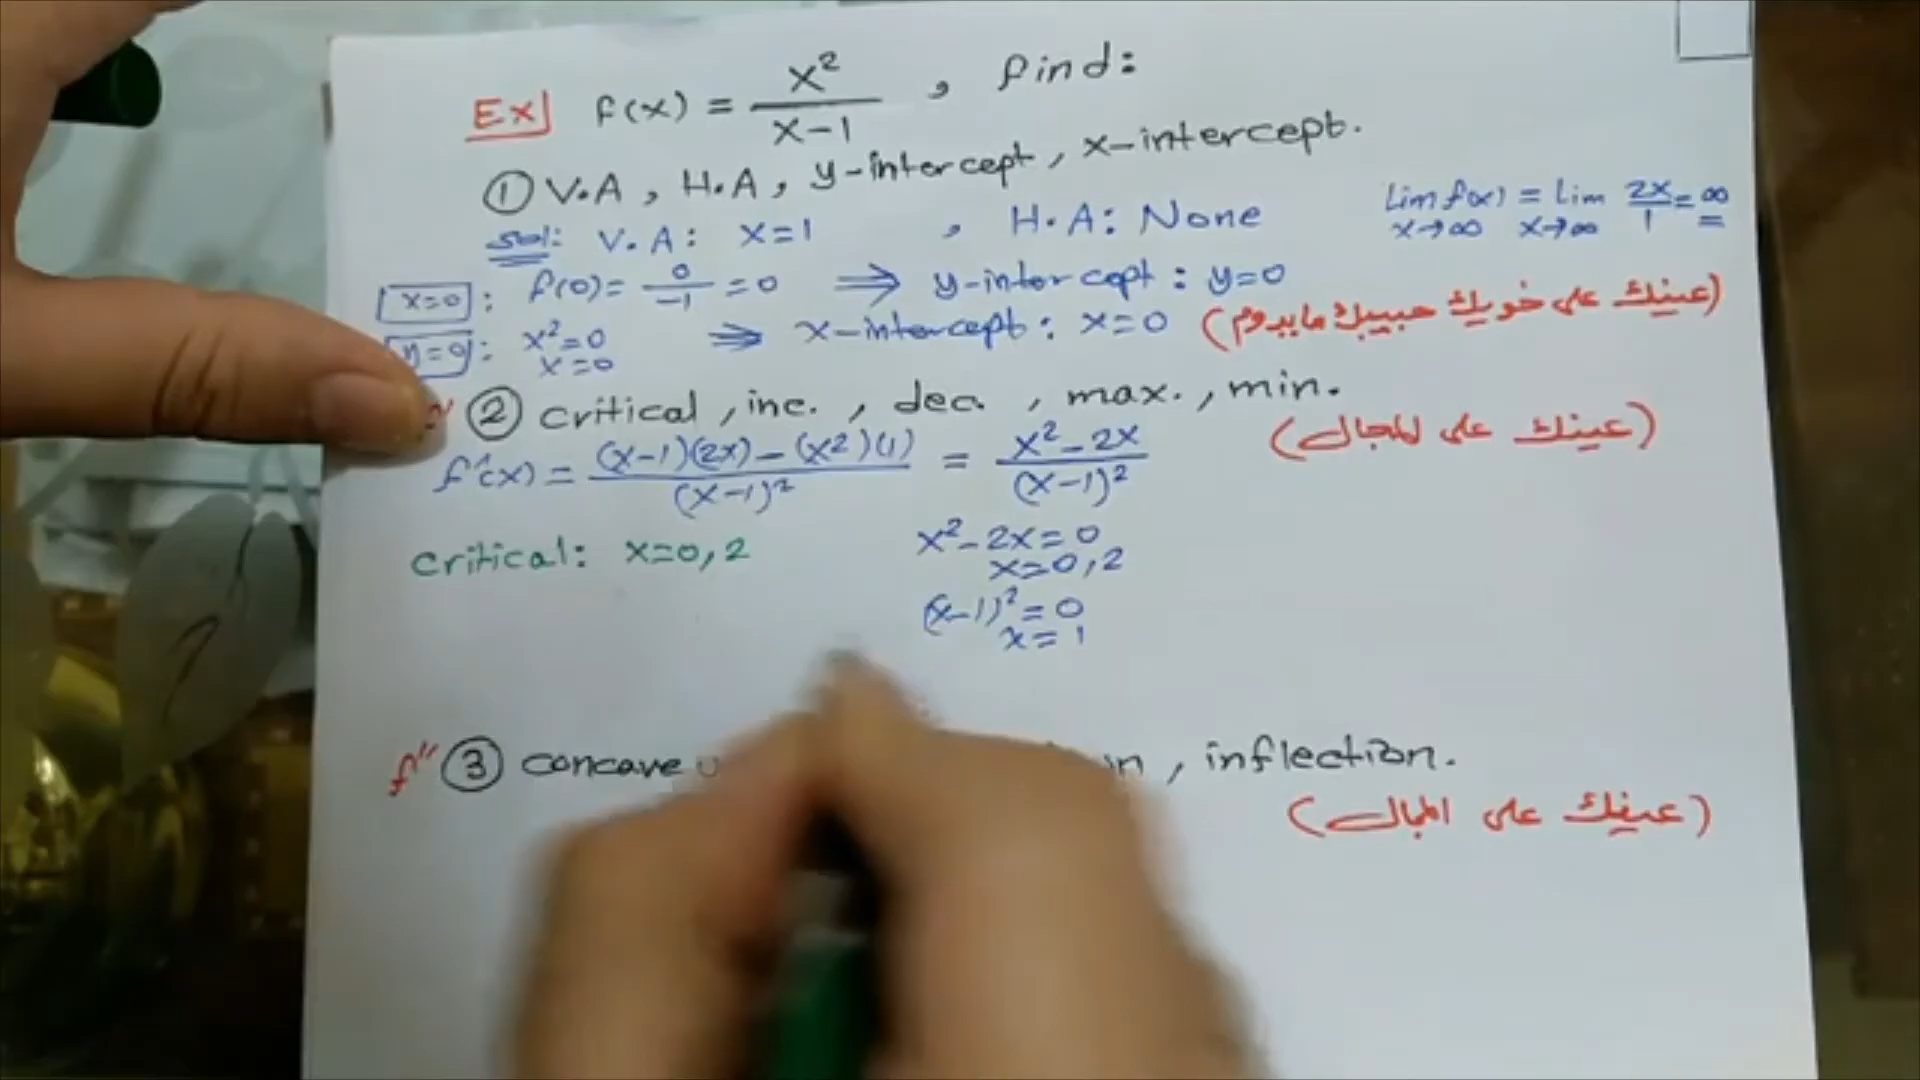 Ex] f(x) = x² / x-1 , find:
① V.A , H.A , y-intercept , x-intercept.
Sol: V.A: x=1 , H.A: None
lim f(x) = lim 2x/1 = ∞
x→∞ x→∞
x=0 : f(0) = 0/-1 = 0 ⇒ y-intercept : y=0
y=0 : x²=0 ⇒ x-intercept: x=0
x=0
(عينك على خويك حبيبك مايدوم)
② critical , inc. , dec. , max. , min.
(عينك على المجال)
f'(x) = (x-1)(2x) - (x²)(1) / (x-1)² = x²-2x / (x-1)²
critical: x=0,2
x²-2x=0
x=0,2
(x-1)²=0
x=1
f'' ③ concave , inflection.
(عينك على المجال)